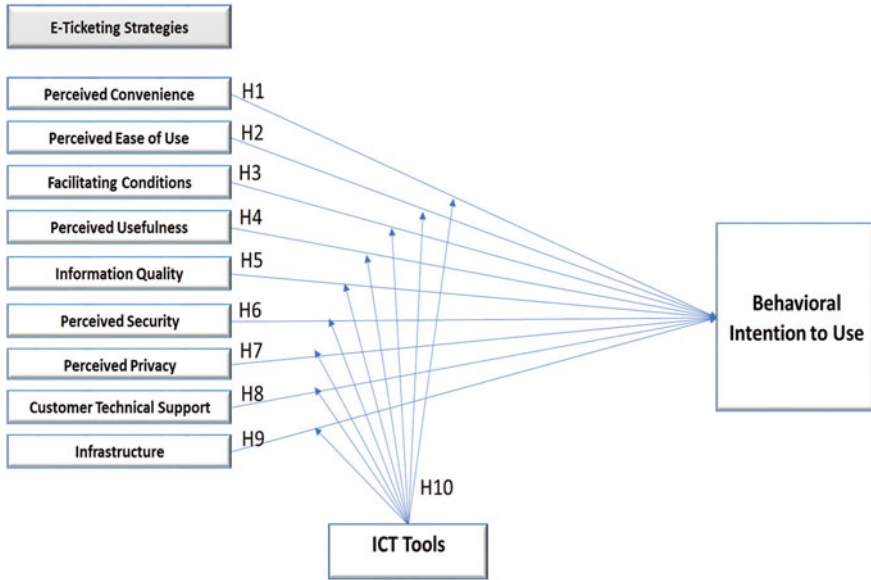 E-Ticketing Strategies
Perceived Convenience
H1
Perceived Ease of Use
H2
Facilitating Conditions
H3
Perceived Usefulness
H4
Information Quality
H5
Perceived Security
H6
Perceived Privacy
H7
Customer Technical Support
H8
Infrastructure
H9
Behavioral
Intention to Use
H10
ICT Tools